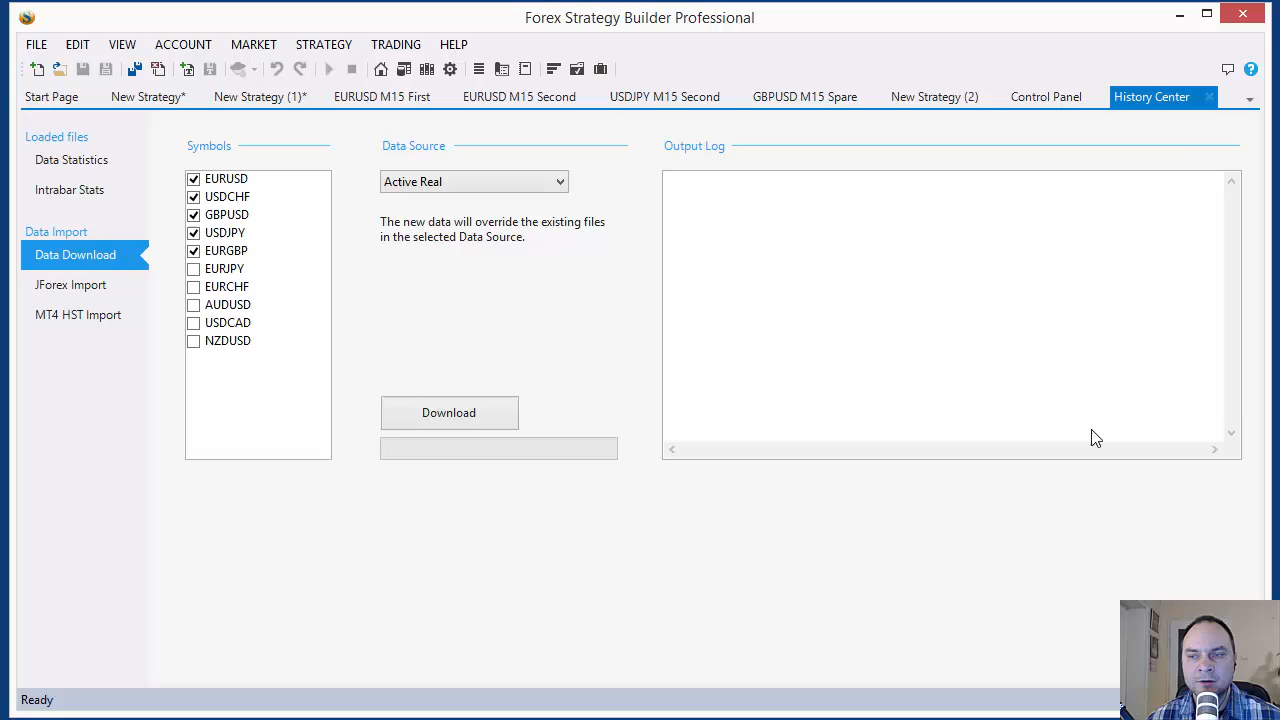 Forex Strategy Builder Professional
FILE EDIT VIEW ACCOUNT MARKET STRATEGY TRADING HELP
Start Page New Strategy* New Strategy (1)* EURUSD M15 First EURUSD M15 Second USDJPY M15 Second GBPUSD M15 Spare New Strategy (2) Control Panel History Center
Loaded files
Data Statistics
Intrabar Stats
Data Import
Data Download
JForex Import
MT4 HST Import
Symbols
EURUSD
USDCHF
GBPUSD
USDJPY
EURGBP
EURJPY
EURCHF
AUDUSD
USDCAD
NZDUSD
Data Source
Active Real
The new data will override the existing files
in the selected Data Source.
Download
Output Log
Ready